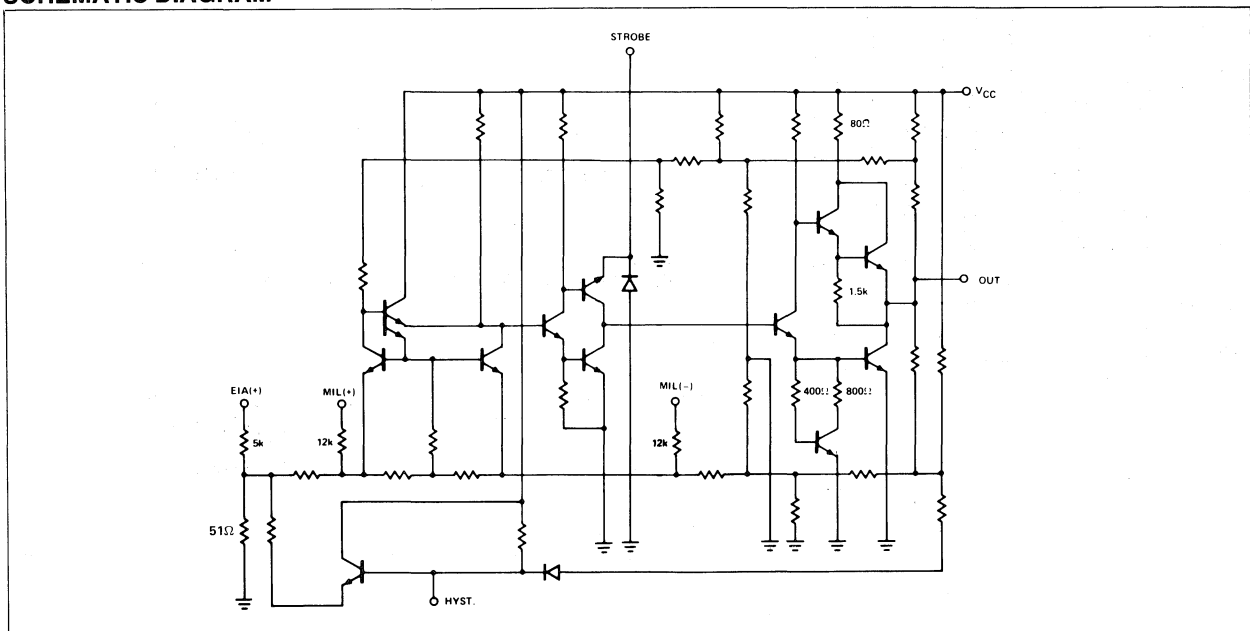 SCHEMATIC DIAGRAM
STROBE
VCC
80Ω
OUT
1.5k
EIA(+)
MIL(+)
MIL(−)
5k
12k
12k
400Ω
800Ω
51Ω
HYST.